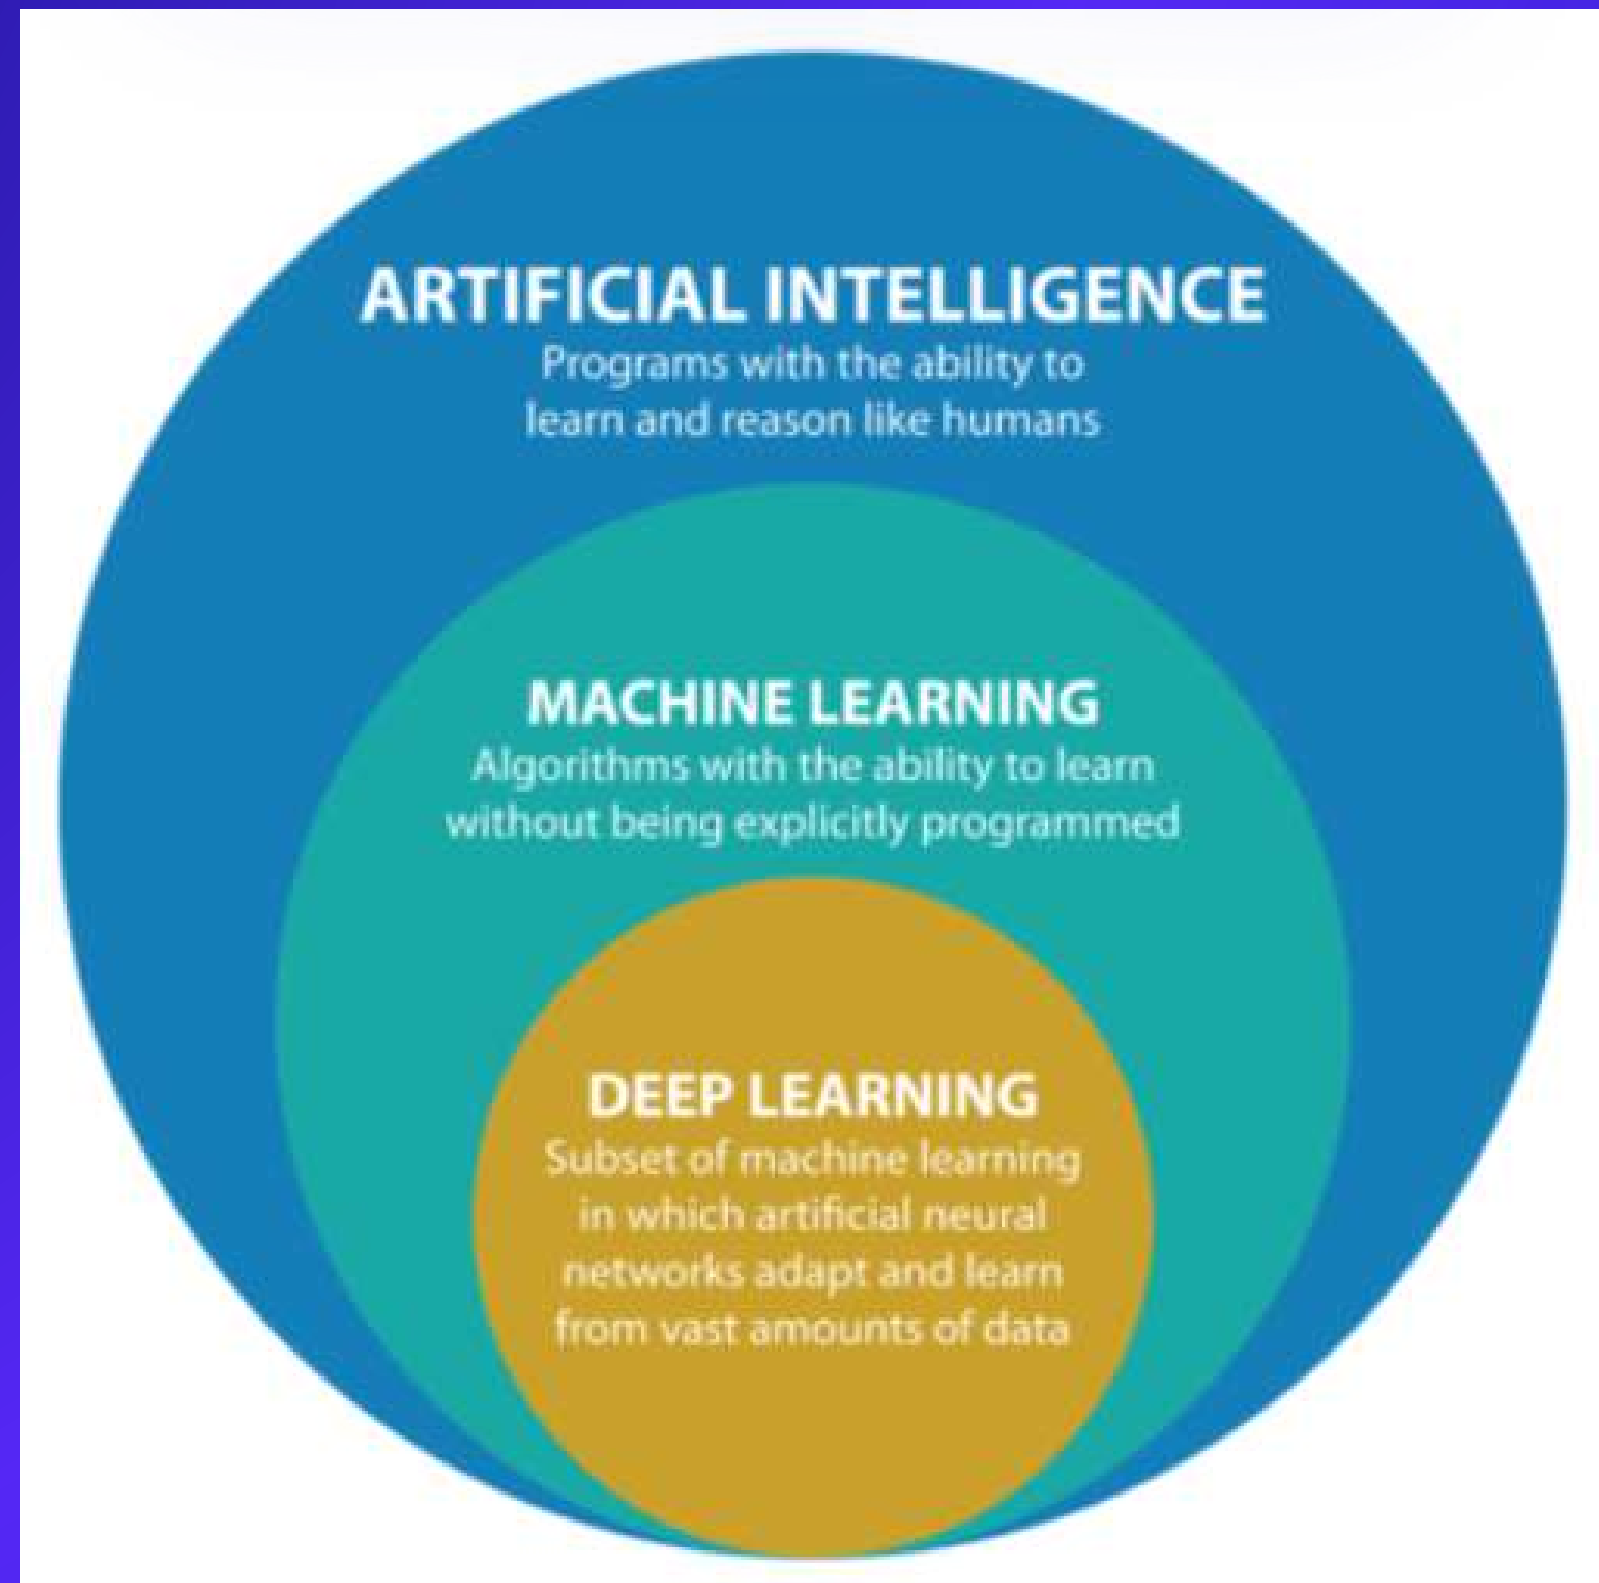 ARTIFICIAL INTELLIGENCE
Programs with the ability to
learn and reason like humans
MACHINE LEARNING
Algorithms with the ability to learn
without being explicitly programmed
DEEP LEARNING
Subset of machine learning
in which artificial neural
networks adapt and learn
from vast amounts of data